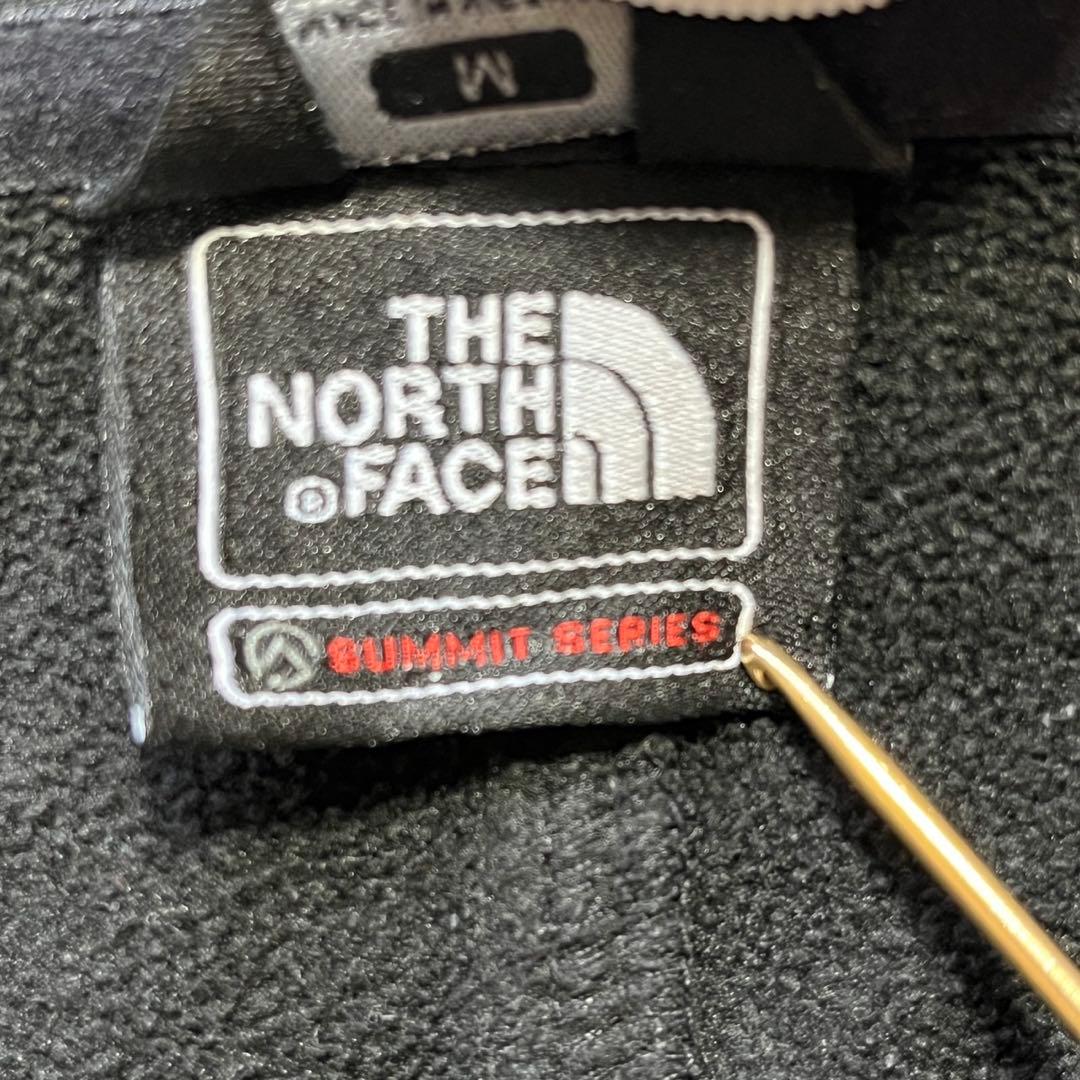 M
THE
NORTH
®FACE
SUMMIT SERIES